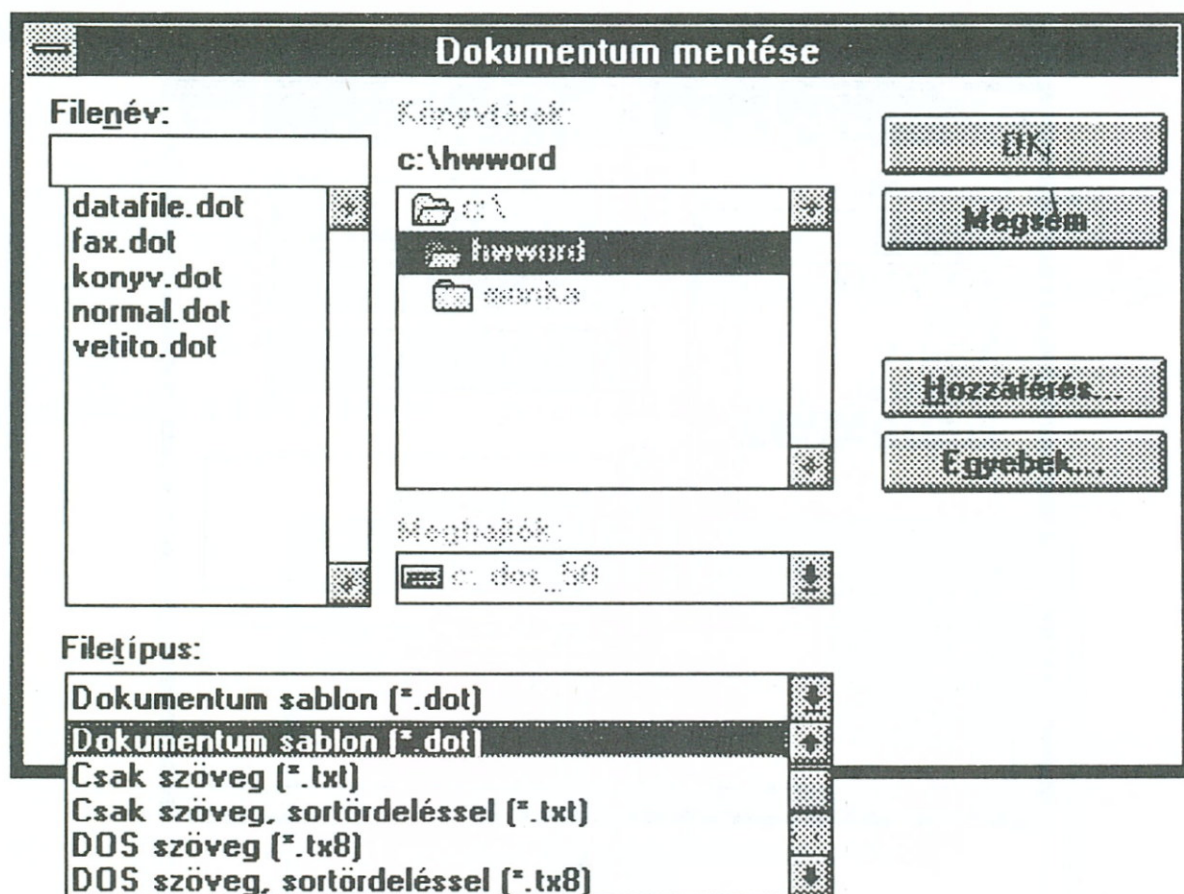 Dokumentum mentése
Filenév:
datafile.dot
fax.dot
konyv.dot
normal.dot
vetito.dot
Könyvtárak:
c:\hwword
c:\
hwword
munka
Meghajtók:
c: dos_50
OK
Mégsem
Hozzáférés...
Egyebek...
Filetípus:
Dokumentum sablon (*.dot)
Dokumentum sablon (*.dot)
Csak szöveg (*.txt)
Csak szöveg, sortördeléssel (*.txt)
DOS szöveg (*.tx8)
DOS szöveg, sortördeléssel (*.tx8)